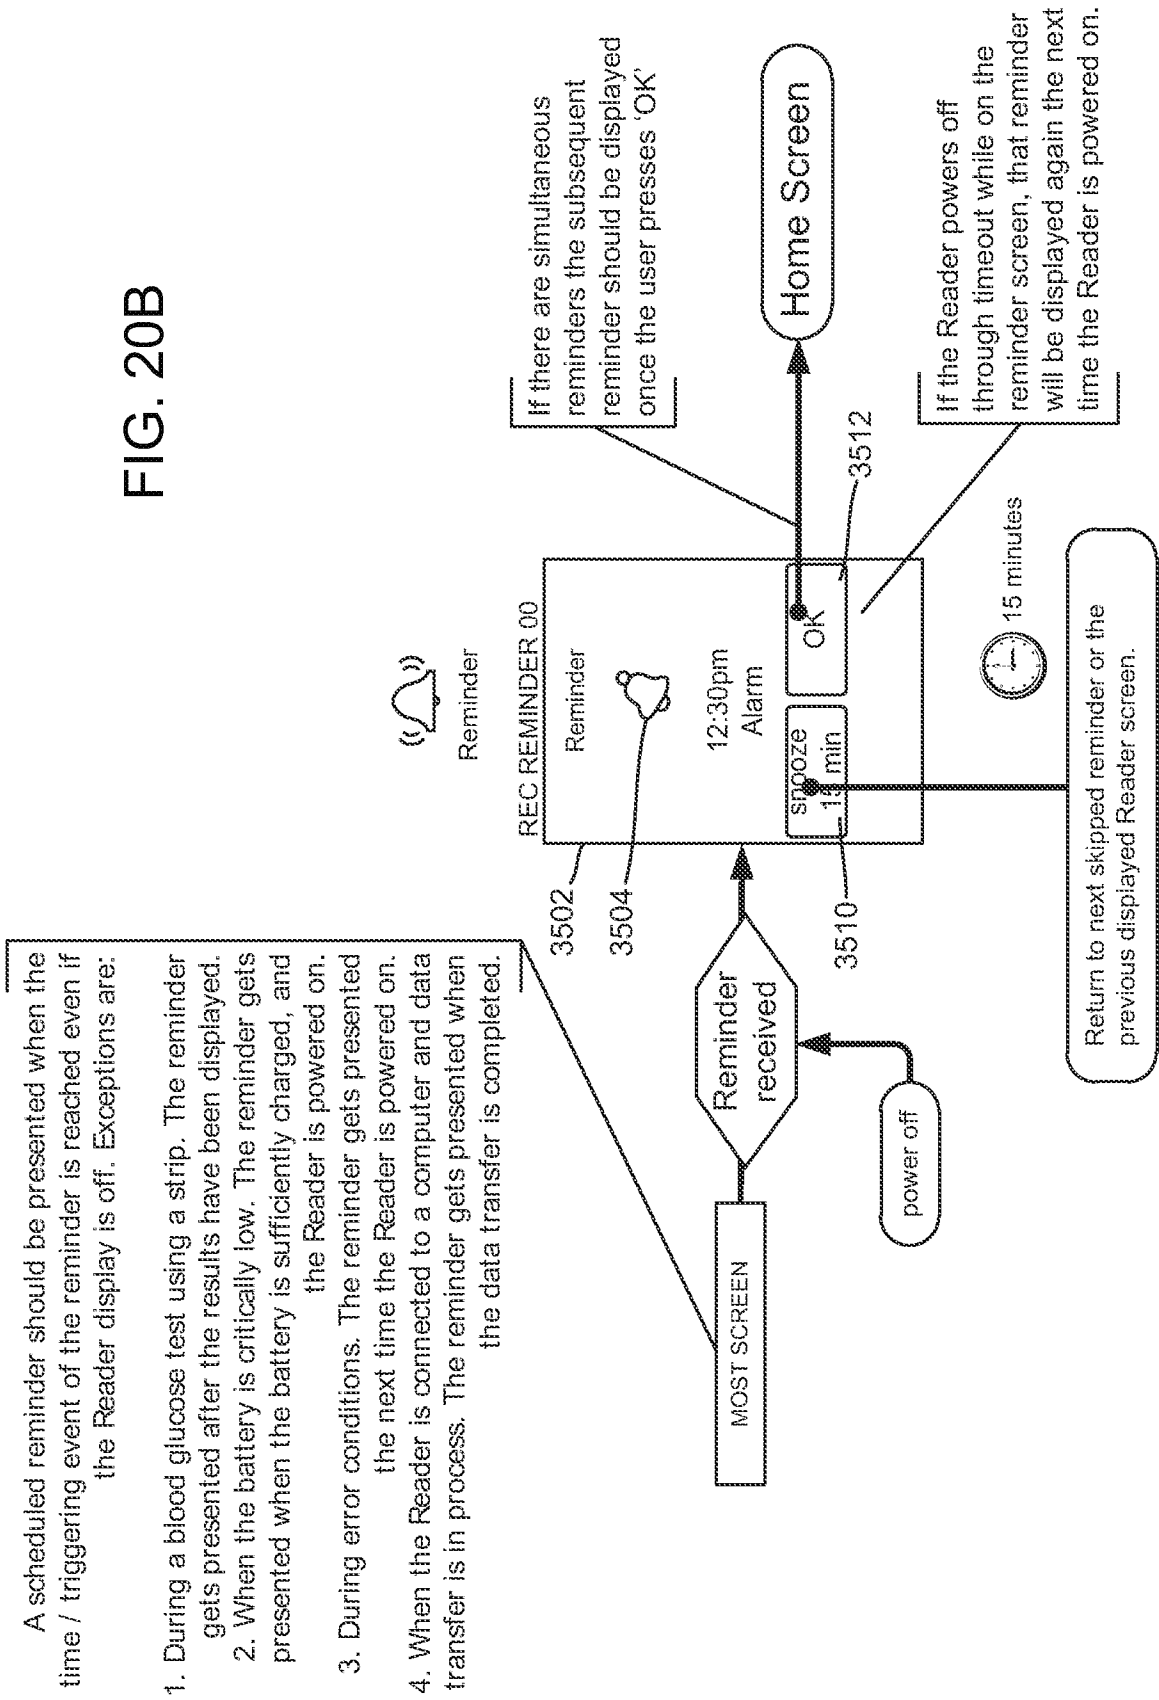 FIG. 20B
A scheduled reminder should be presented when the
time / triggering event of the reminder is reached even if
the Reader display is off. Exceptions are:
1. During a blood glucose test using a strip. The reminder
gets presented after the results have been displayed.
2. When the battery is critically low. The reminder gets
presented when the battery is sufficiently charged, and
the Reader is powered on.
3. During error conditions. The reminder gets presented
the next time the Reader is powered on.
4. When the Reader is connected to a computer and data
transfer is in process. The reminder gets presented when
the data transfer is completed.
Reminder
REC REMINDER 00
3502
Reminder
3504
12:30pm
Alarm
snooze
15 min
3510
OK
3512
If there are simultaneous
reminders the subsequent
reminder should be displayed
once the user presses 'OK'
Home Screen
MOST SCREEN
Reminder
received
power off
If the Reader powers off
through timeout while on the
reminder screen, that reminder
will be displayed again the next
time the Reader is powered on.
15 minutes
Return to next skipped reminder or the
previous displayed Reader screen.